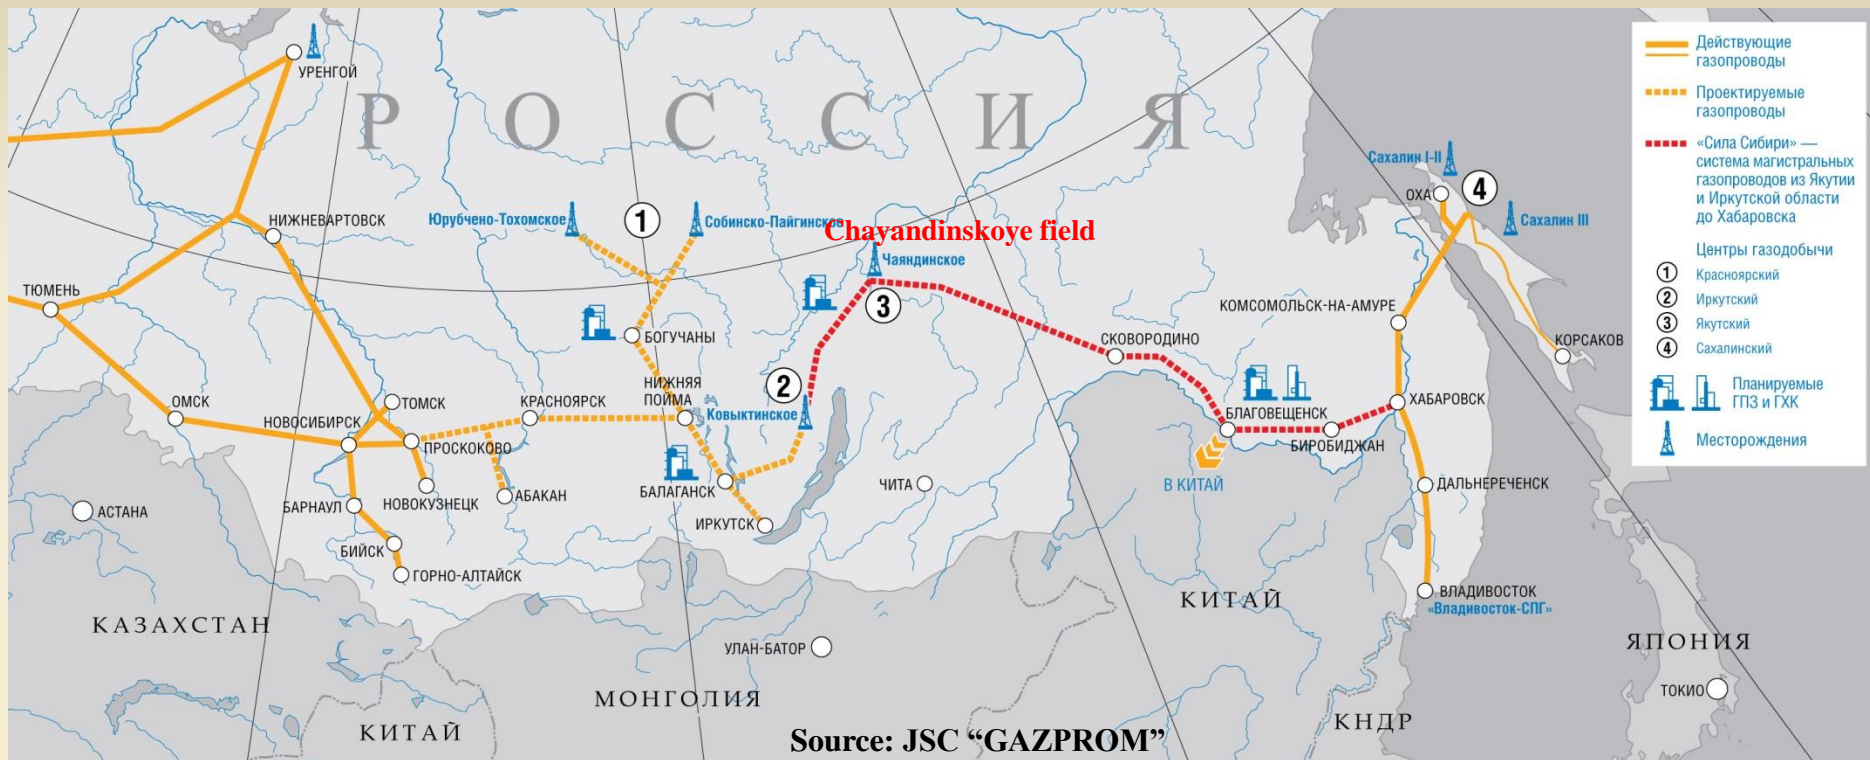 УРЕНГОЙ
РОССИЯ
Сахалин I-II
ОХА
4
Сахалин III
НИЖНЕВАРТОВСК
Юрубчено-Тохомское
1
Собинско-Пайгинское
Chayandinskoye field
Чаяндинское
3
ТЮМЕНЬ
БОГУЧАНЫ
КОМСОМОЛЬСК-НА-АМУРЕ
СКОВОРОДИНО
КОРСАКОВ
2
НИЖНЯЯ
ПОЙМА
Ковыктинское
ОМСК
НОВОСИБИРСК
ТОМСК
КРАСНОЯРСК
ПРОСКОКОВО
БЛАГОВЕЩЕНСК
БИРОБИДЖАН
ХАБАРОВСК
В КИТАЙ
АСТАНА
БАРНАУЛ
НОВОКУЗНЕЦК
АБАКАН
БАЛАГАНСК
ИРКУТСК
ЧИТА
ДАЛЬНЕРЕЧЕНСК
БИЙСК
ГОРНО-АЛТАЙСК
КИТАЙ
ВЛАДИВОСТОК
«Владивосток-СПГ»
КАЗАХСТАН
УЛАН-БАТОР
ЯПОНИЯ
МОНГОЛИЯ
ТОКИО
КИТАЙ
КНДР
Source: JSC “GAZPROM”
Действующие
газопроводы
Проектируемые
газопроводы
«Сила Сибири» —
система магистральных
газопроводов из Якутии
и Иркутской области
до Хабаровска
Центры газодобычи
1 Красноярский
2 Иркутский
3 Якутский
4 Сахалинский
Планируемые
ГПЗ и ГХК
Месторождения